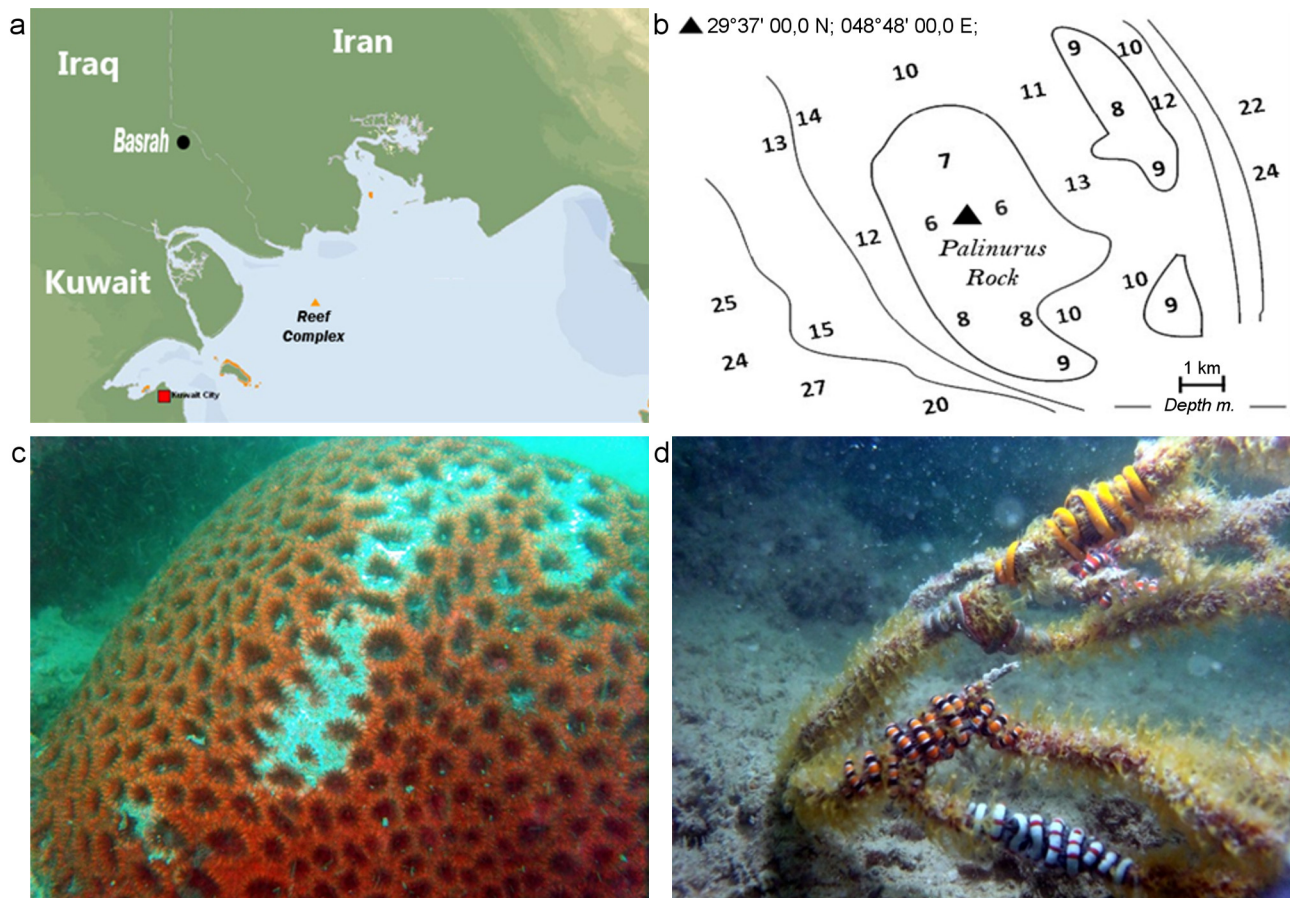 a
Iran
Iraq
Basrah
Kuwait
Reef
Complex
Kuwait City
b ▲ 29°37' 00,0 N; 048°48' 00,0 E;
9
10
10
11
8
12
22
14
13
7
9
24
13
6
6
12
Palinurus
Rock
10
25
9
15
8
8
10
24
9
27
20
1 km
Depth m.
c
d